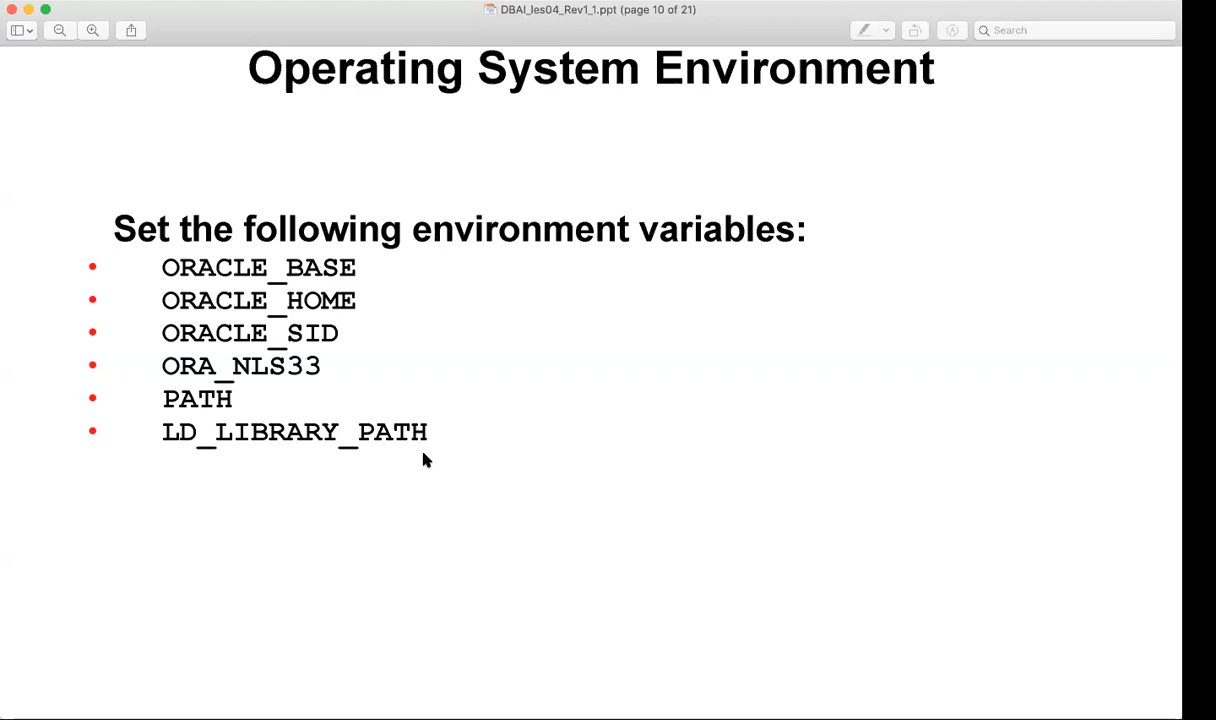 DBAI_les04_Rev1_1.ppt (page 10 of 21)
Search
Operating System Environment
Set the following environment variables:
• ORACLE_BASE
• ORACLE_HOME
• ORACLE_SID
• ORA_NLS33
• PATH
• LD_LIBRARY_PATH